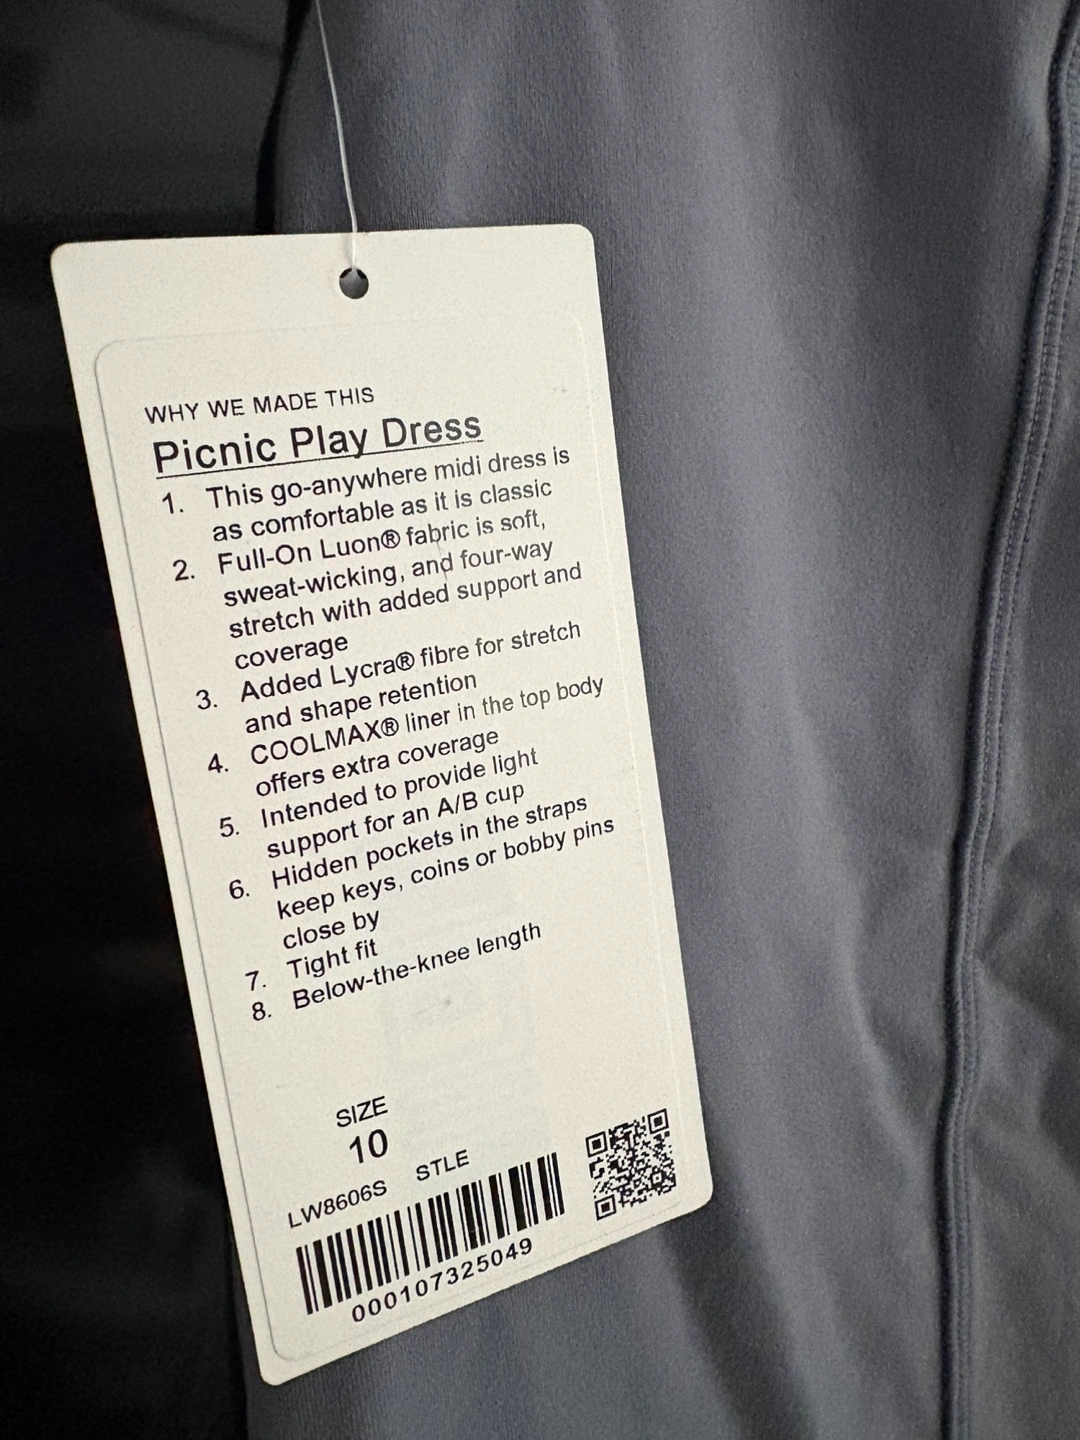 WHY WE MADE THIS
Picnic Play Dress
1. This go-anywhere midi dress is
as comfortable as it is classic
2. Full-On Luon® fabric is soft,
sweat-wicking, and four-way
stretch with added support and
coverage
3. Added Lycra® fibre for stretch
and shape retention
4. COOLMAX® liner in the top body
offers extra coverage
5. Intended to provide light
support for an A/B cup
6. Hidden pockets in the straps
keep keys, coins or bobby pins
close by
7. Tight fit
8. Below-the-knee length
SIZE
10
LW8606S STLE
000107325049